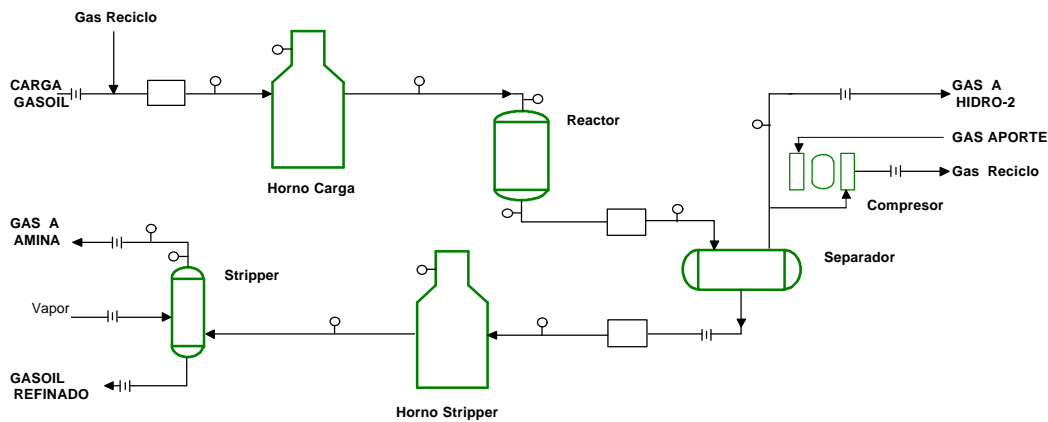 Gas Reciclo
CARGA
GASOIL
Horno Carga
Reactor
GAS A
HIDRO-2
GAS APORTE
Gas Reciclo
Compresor
Separador
GAS A
AMINA
Stripper
Vapor
GASOIL
REFINADO
Horno Stripper